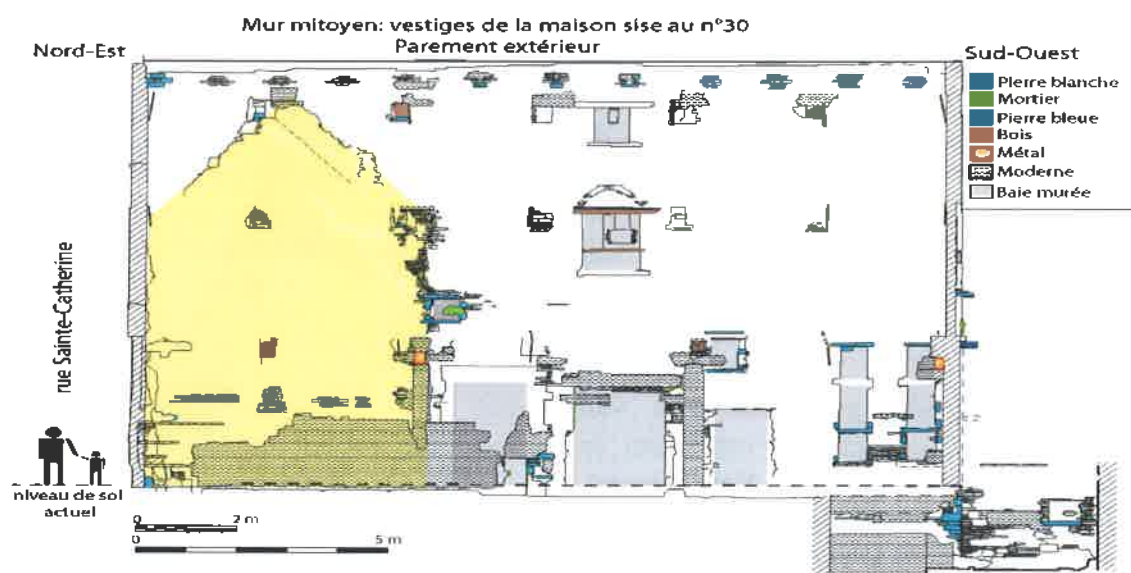 Mur mitoyen: vestiges de la maison sise au n°30
Parement extérieur
Nord-Est
Sud-Ouest
Pierre blanche
Mortier
Pierre bleue
Bois
Métal
Moderne
Baie murée
rue Sainte-Catherine
niveau de sol
actuel
0 2 m
5 m